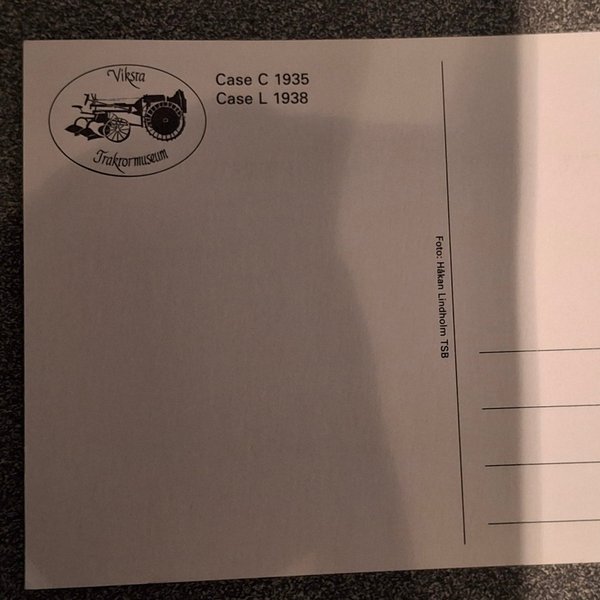 Viksta
Traktormuseum
Case C 1935
Case L 1938
Foto: Håkan Lindholm TSB